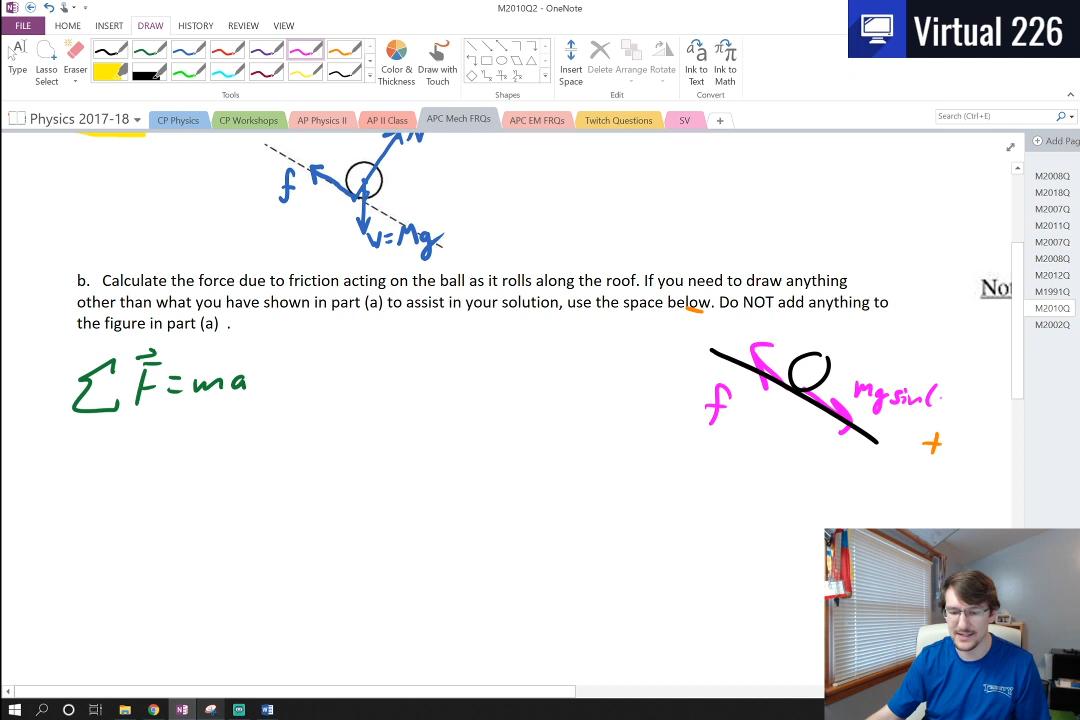 M2010Q2 - OneNote
FILE HOME INSERT DRAW HISTORY REVIEW VIEW
Virtual 226
Type
Lasso Select
Eraser
Color & Thickness
Draw with Touch
Insert Space
Delete
Arrange
Rotate
Ink to Text
Ink to Math
Tools
Shapes
Edit
Convert
Physics 2017-18
CP Physics
CP Workshops
AP Physics II
AP II Class
APC Mech FRQs
APC EM FRQs
Twitch Questions
SV
+
Search (Ctrl+E)
Add Pag
M2008Q
M2018Q
M2007Q
M2011Q
M2007Q
M2008Q
M2012Q
M1991Q
M2010Q
M2002Q
N
f
V=Mg
b. Calculate the force due to friction acting on the ball as it rolls along the roof. If you need to draw anything
other than what you have shown in part (a) to assist in your solution, use the space below. Do NOT add anything to
the figure in part (a) .
Not
∑ F⃗ = ma
f
mg sin(
+